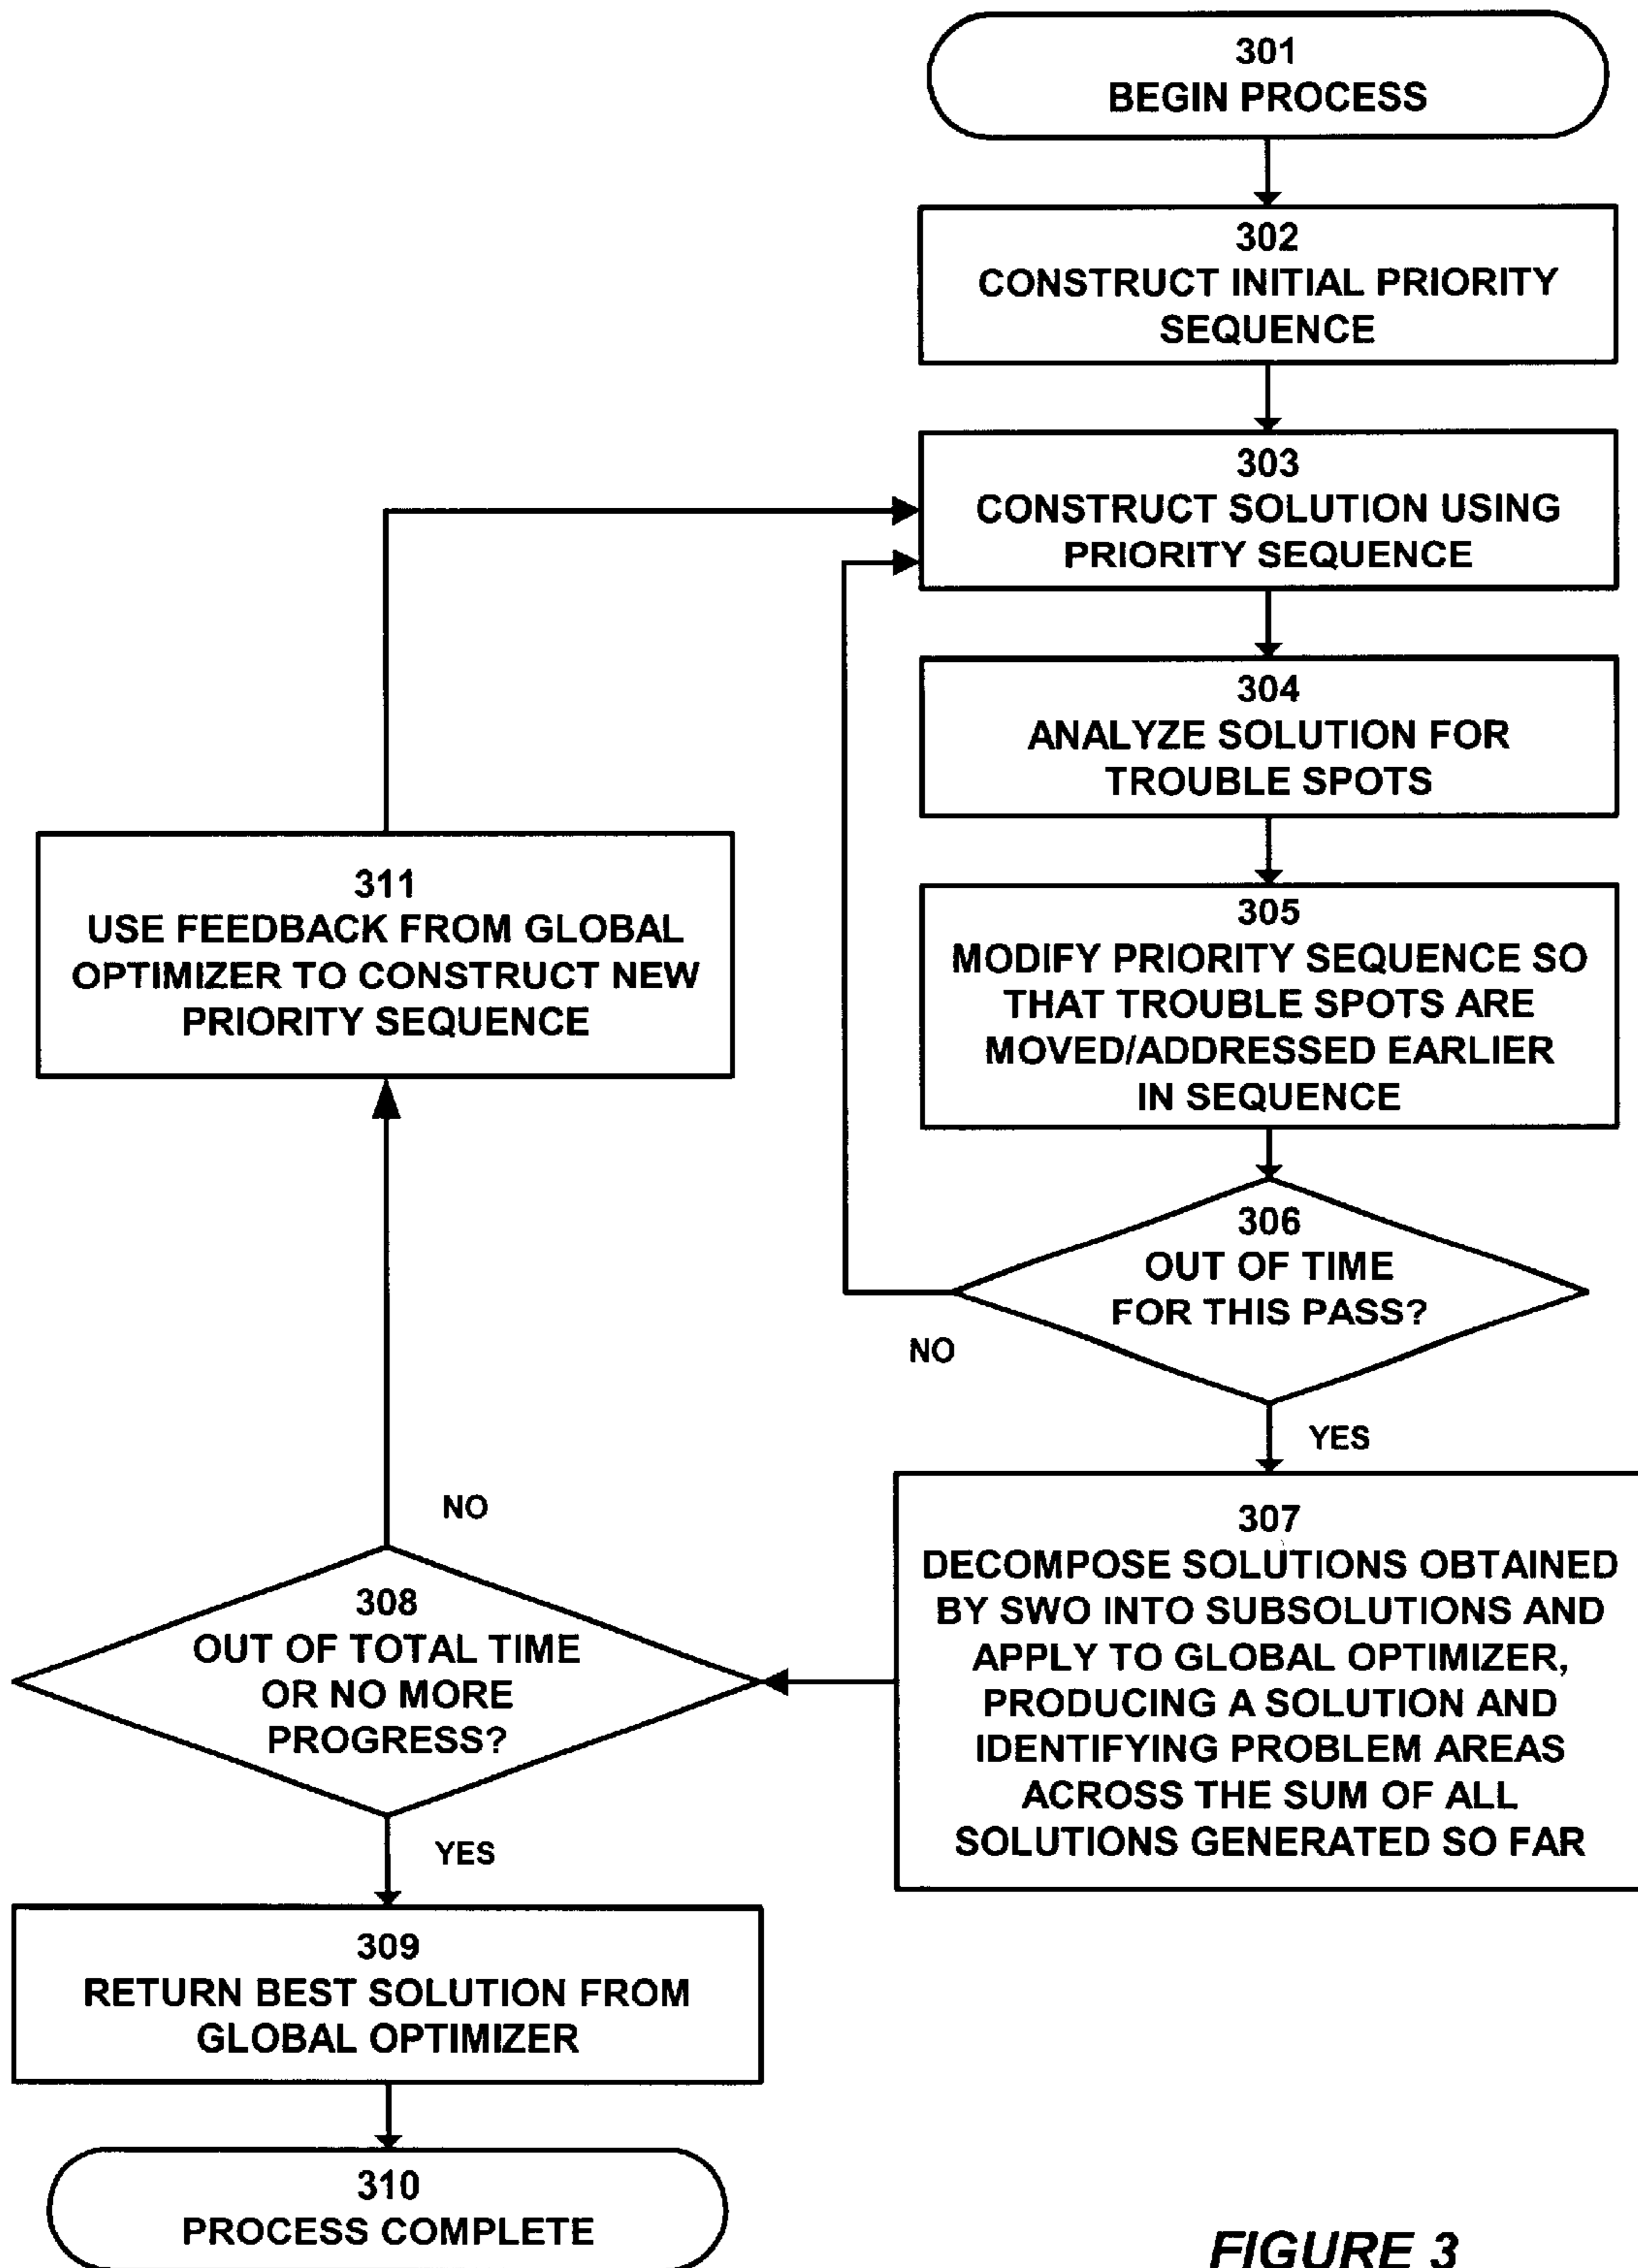 301
BEGIN PROCESS
302
CONSTRUCT INITIAL PRIORITY
SEQUENCE
303
CONSTRUCT SOLUTION USING
PRIORITY SEQUENCE
304
ANALYZE SOLUTION FOR
TROUBLE SPOTS
305
MODIFY PRIORITY SEQUENCE SO
THAT TROUBLE SPOTS ARE
MOVED/ADDRESSED EARLIER
IN SEQUENCE
306
OUT OF TIME
FOR THIS PASS?
NO
YES
307
DECOMPOSE SOLUTIONS OBTAINED
BY SWO INTO SUBSOLUTIONS AND
APPLY TO GLOBAL OPTIMIZER,
PRODUCING A SOLUTION AND
IDENTIFYING PROBLEM AREAS
ACROSS THE SUM OF ALL
SOLUTIONS GENERATED SO FAR
308
OUT OF TOTAL TIME
OR NO MORE
PROGRESS?
NO
YES
311
USE FEEDBACK FROM GLOBAL
OPTIMIZER TO CONSTRUCT NEW
PRIORITY SEQUENCE
309
RETURN BEST SOLUTION FROM
GLOBAL OPTIMIZER
310
PROCESS COMPLETE
FIGURE 3